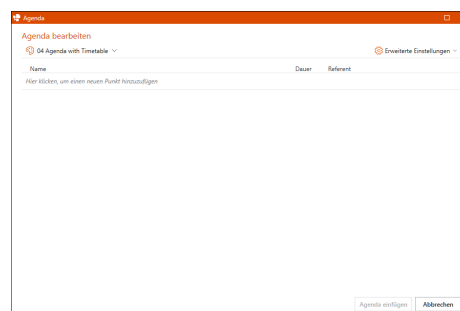 Agenda
Agenda bearbeiten
04 Agenda with Timetable
Erweiterte Einstellungen
Name Dauer Referent
Hier klicken, um einen neuen Punkt hinzuzufügen
Agenda einfügen Abbrechen